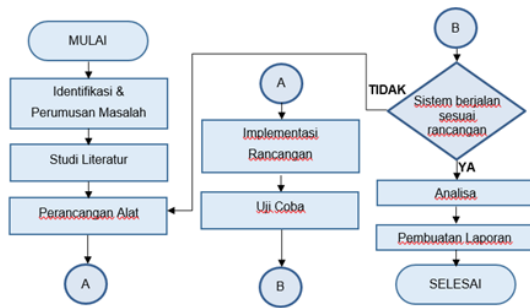 MULAI
Identifikasi &
Perumusan Masalah
Studi Literatur
Perancangan Alat
A
A
Implementasi
Rancangan
Uji Coba
B
B
TIDAK
Sistem berjalan
sesuai
rancangan
YA
Analisa
Pembuatan Laporan
SELESAI